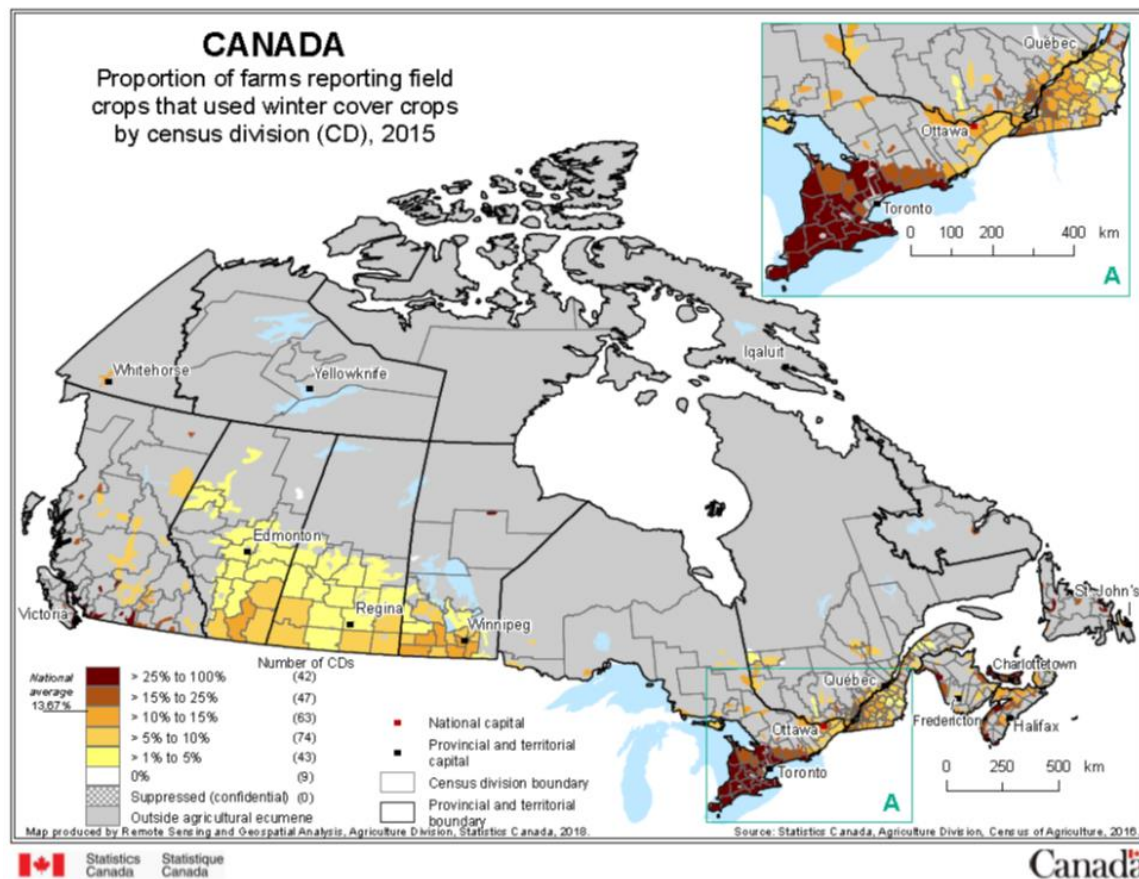 CANADA
Proportion of farms reporting field
crops that used winter cover crops
by census division (CD), 2015
Québec
Ottawa
Toronto
0 200 400 km
A
Iqaluit
Whitehorse
Yellowknife
Edmonton
Victoria
Regina
Winnipeg
St. John's
Charlottetown
Québec
Fredericton
Halifax
Ottawa
Toronto
A
0 250 500 km
Number of CDs
National
average
13.67%
> 25% to 100% (42)
> 15% to 25% (47)
> 10% to 15% (63)
> 5% to 10% (74)
> 1% to 5% (43)
0% (9)
Suppressed (confidential) (0)
Outside agricultural ecumene
National capital
Provincial and territorial
capital
Census division boundary
Provincial and territorial
boundary
Map produced by Remote Sensing and Geospatial Analysis, Agriculture Division, Statistics Canada, 2018.
Source: Statistics Canada, Agriculture Division, Census of Agriculture, 2016.
Statistics Statistique
Canada Canada
Canada